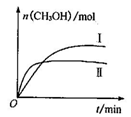 n(CH₃OH)/mol
Ⅰ
Ⅱ
O
t/min